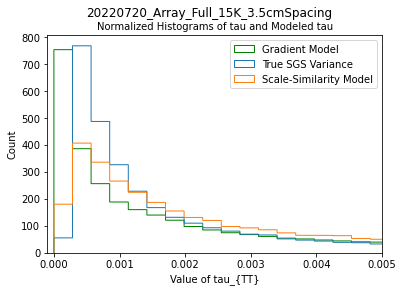 20220720_Array_Full_15K_3.5cmSpacing
Normalized Histograms of tau and Modeled tau
Gradient Model
True SGS Variance
Scale-Similarity Model
Count
800
700
600
500
400
300
200
100
0
0.000
0.001
0.002
0.003
0.004
0.005
Value of tau_{TT}